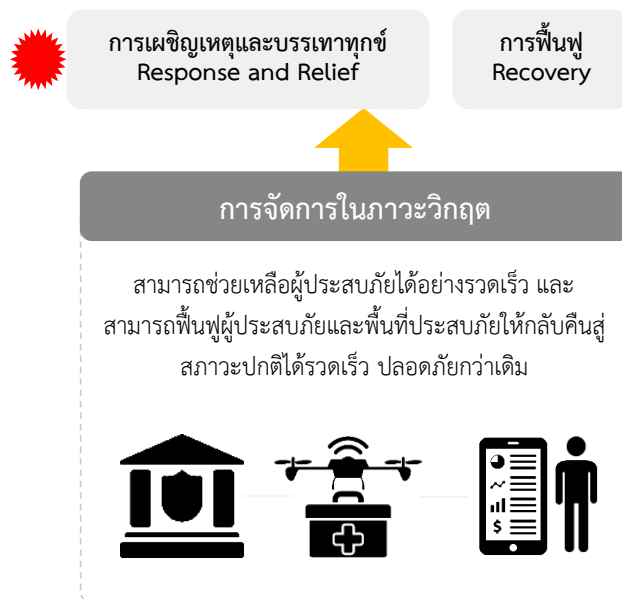 การเผชิญเหตุและบรรเทาทุกข์
Response and Relief
การฟื้นฟู
Recovery
การจัดการในภาวะวิกฤต
สามารถช่วยเหลือผู้ประสบภัยได้อย่างรวดเร็ว และ
สามารถฟื้นฟูผู้ประสบภัยและพื้นที่ประสบภัยให้กลับคืนสู่
สภาวะปกติได้รวดเร็ว ปลอดภัยกว่าเดิม
$